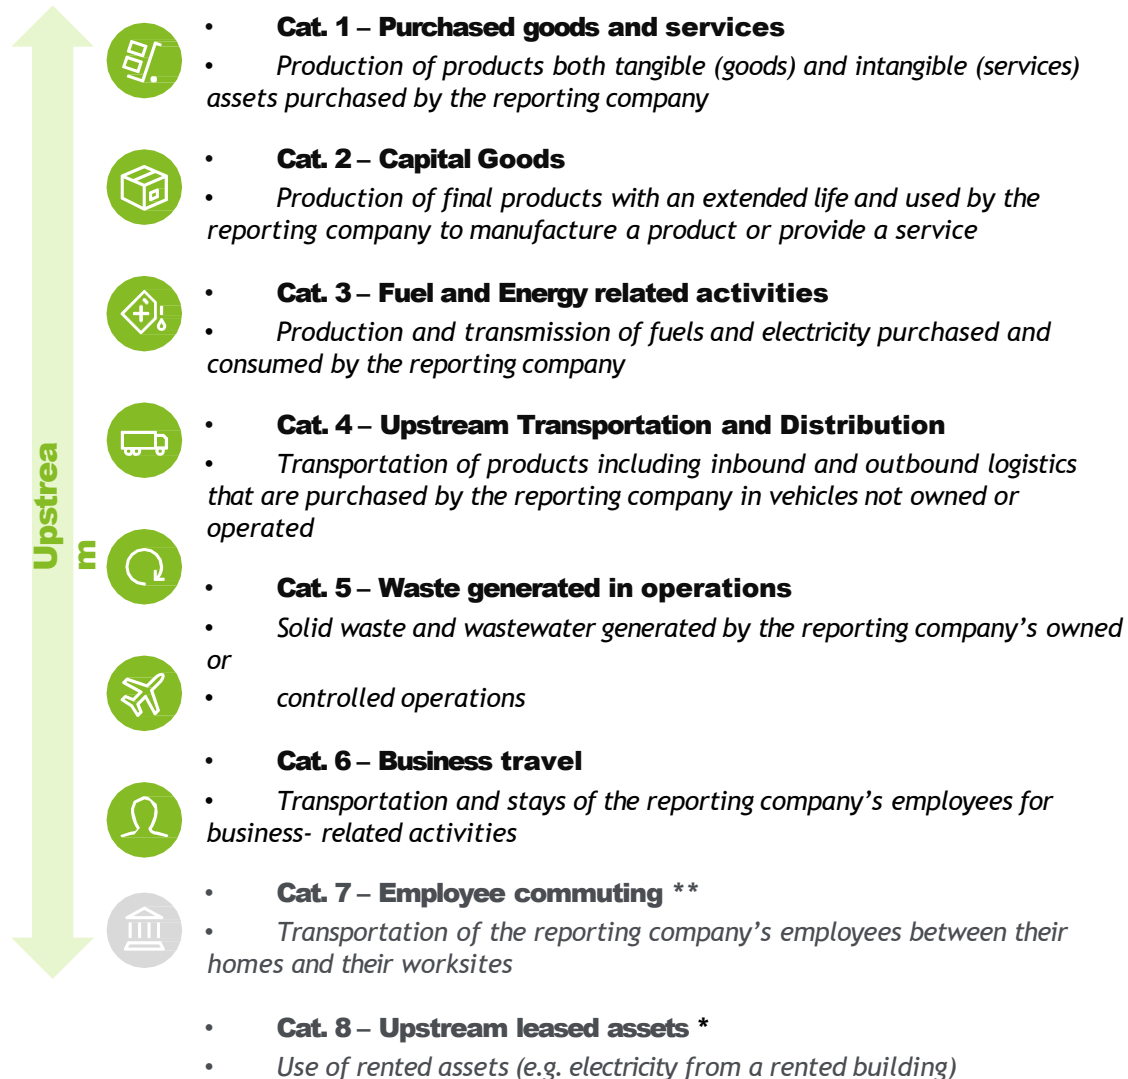 • Cat. 1 – Purchased goods and services
• Production of products both tangible (goods) and intangible (services)
assets purchased by the reporting company
• Cat. 2 – Capital Goods
• Production of final products with an extended life and used by the
reporting company to manufacture a product or provide a service
• Cat. 3 – Fuel and Energy related activities
• Production and transmission of fuels and electricity purchased and
consumed by the reporting company
• Cat. 4 – Upstream Transportation and Distribution
• Transportation of products including inbound and outbound logistics
that are purchased by the reporting company in vehicles not owned or
operated
• Cat. 5 – Waste generated in operations
• Solid waste and wastewater generated by the reporting company’s owned
or
• controlled operations
• Cat. 6 – Business travel
• Transportation and stays of the reporting company’s employees for
business- related activities
• Cat. 7 – Employee commuting **
• Transportation of the reporting company’s employees between their
homes and their worksites
• Cat. 8 – Upstream leased assets *
• Use of rented assets (e.g. electricity from a rented building)
Upstrea
m